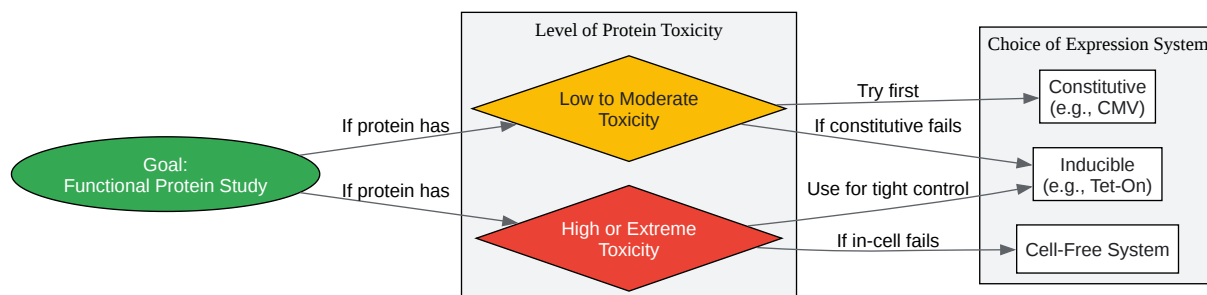 Level of Protein Toxicity
Choice of Expression System
Low to Moderate
Toxicity
Try first
Constitutive
(e.g., CMV)
If protein has
If constitutive fails
Goal:
Functional Protein Study
Inducible
(e.g., Tet-On)
If protein has
Use for tight control
High or Extreme
Toxicity
If in-cell fails
Cell-Free System